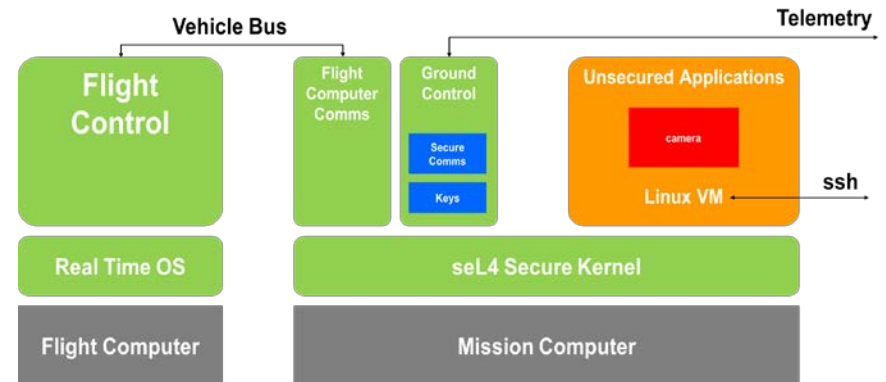 Vehicle Bus
Telemetry
Flight
Control
Flight
Computer
Comms
Ground
Control
Secure
Comms
Keys
Unsecured Applications
camera
Linux VM
ssh
Real Time OS
seL4 Secure Kernel
Flight Computer
Mission Computer